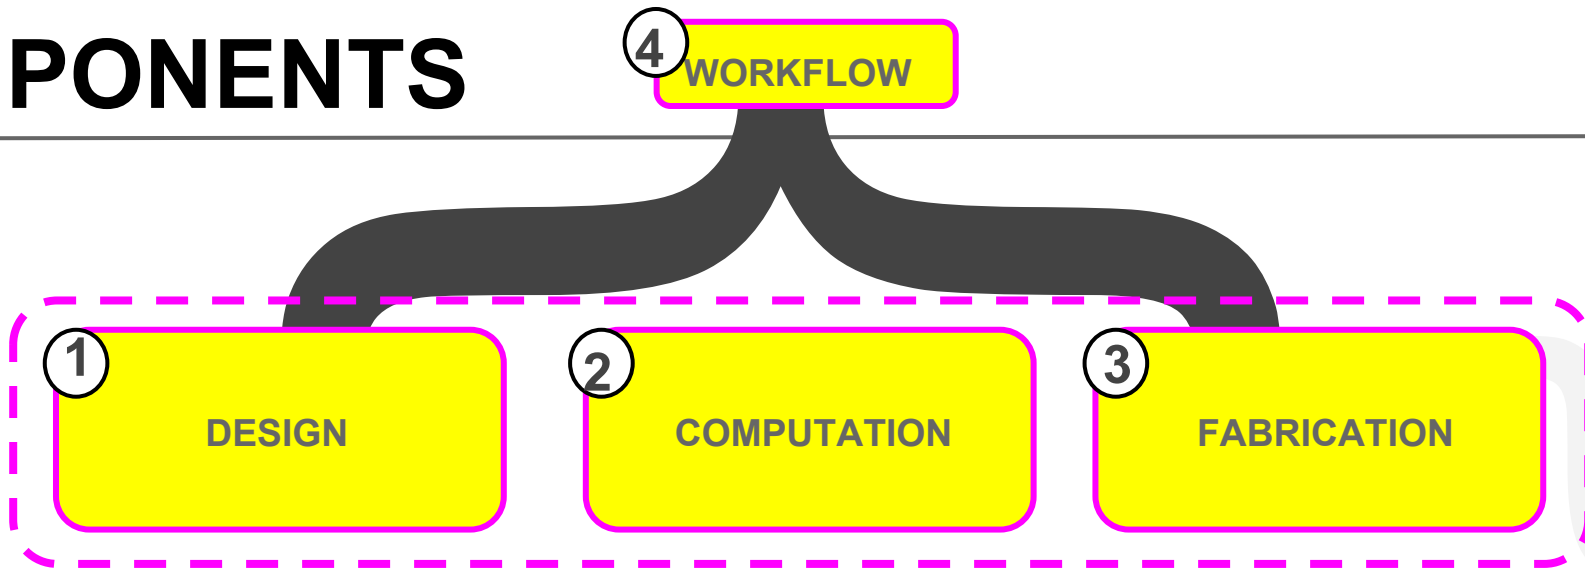 PONENTS
4
WORKFLOW
1
2
3
DESIGN
COMPUTATION
FABRICATION